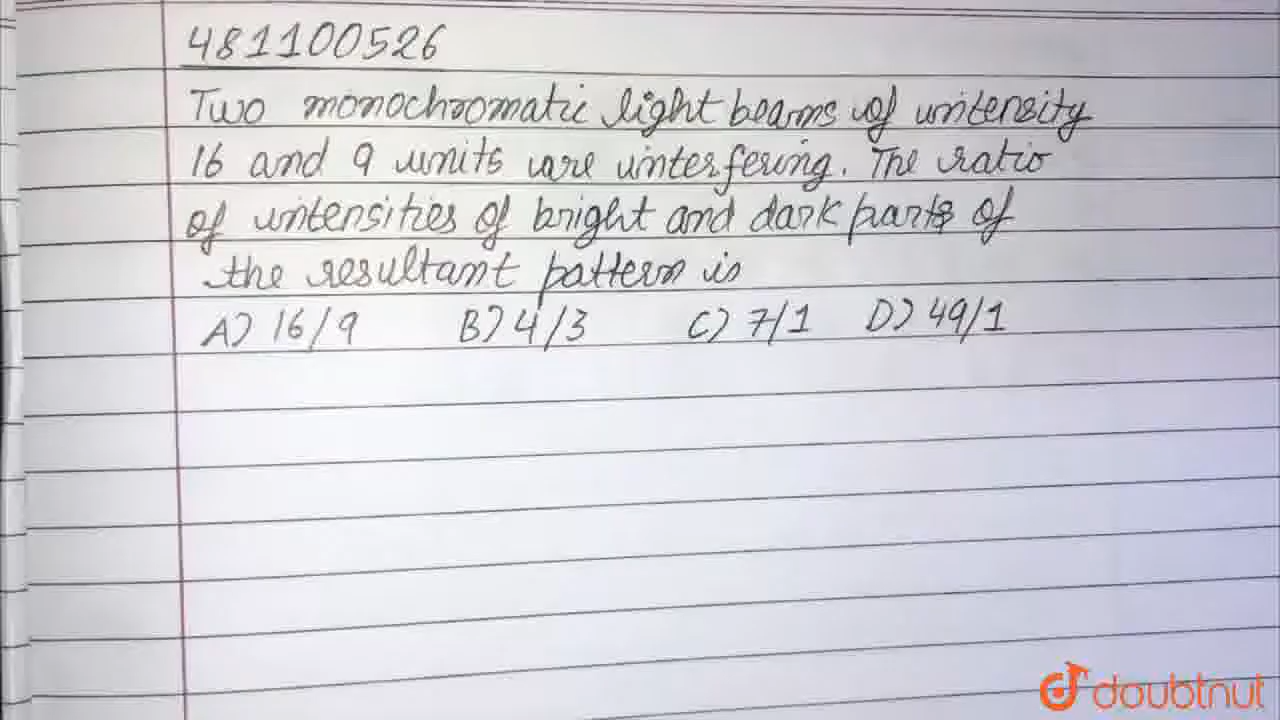 481100526
Two monochromatic light beams of intensity
16 and 9 units are interfering. The ratio
of intensities of bright and dark parts of
the resultant pattern is
A) 16/9 B) 4/3 C) 7/1 D) 49/1
doubtnut